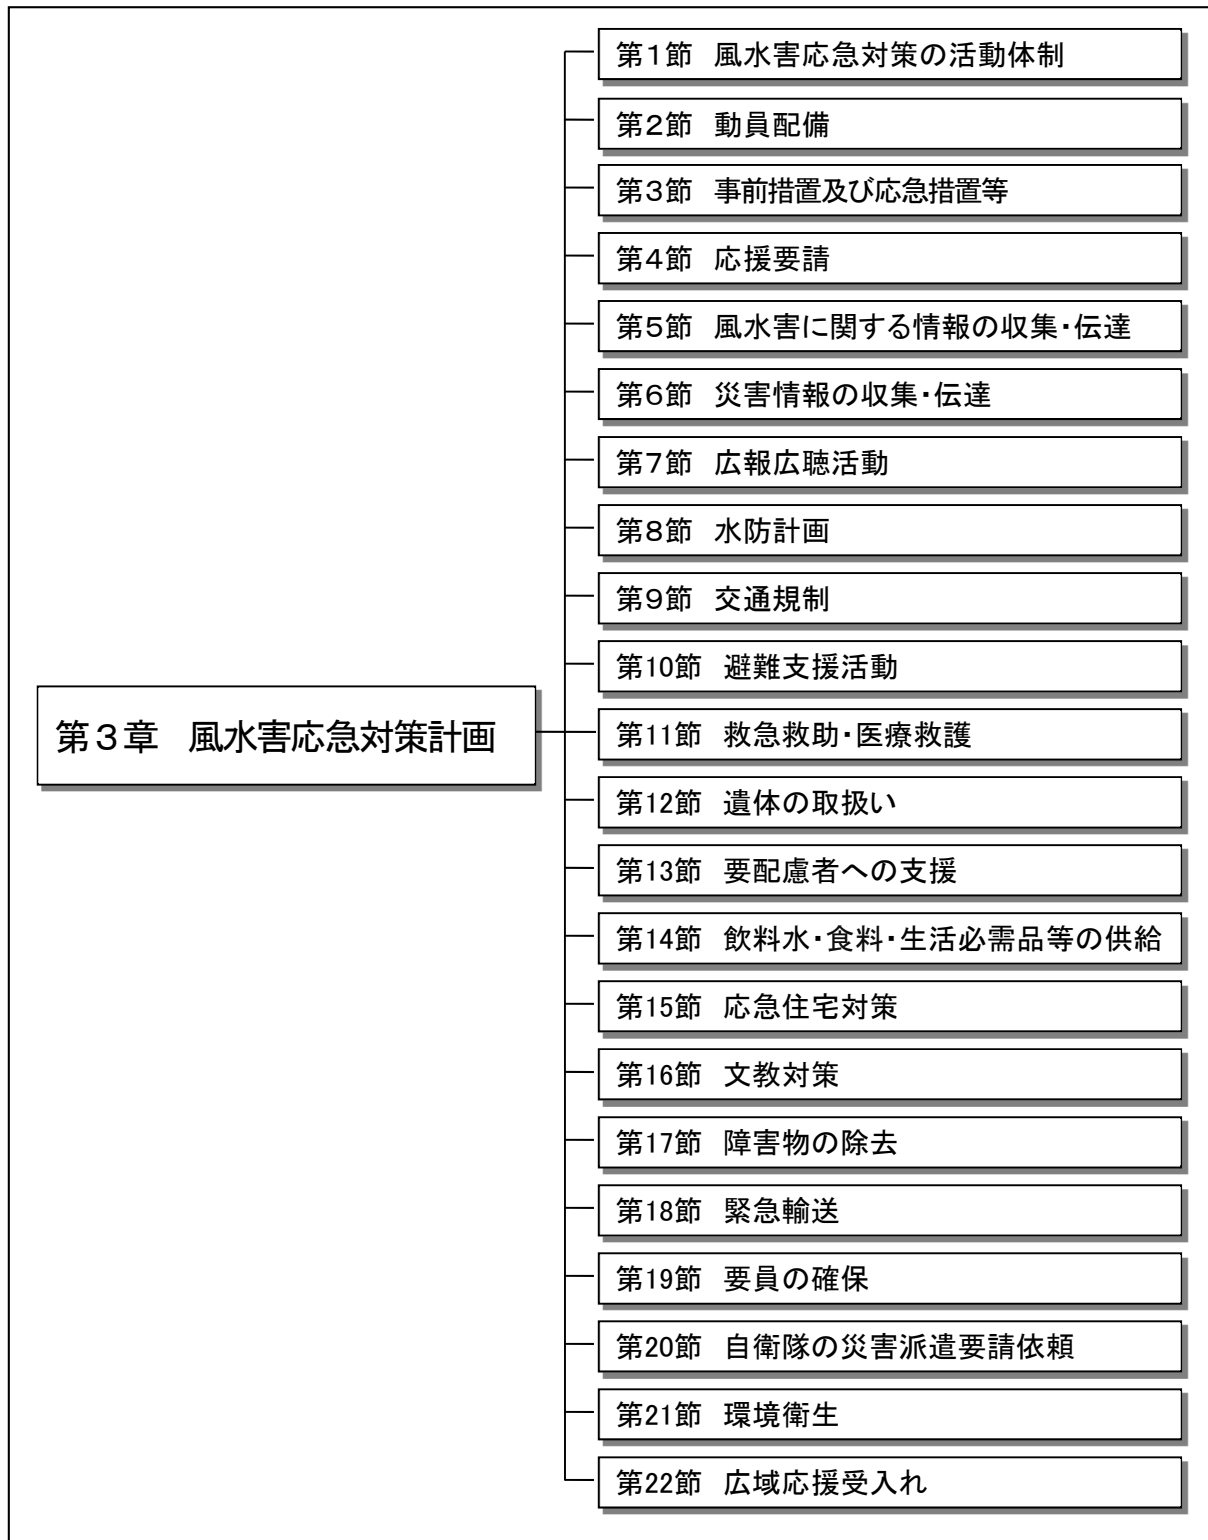 第３章　風水害応急対策計画
第１節　風水害応急対策の活動体制
第２節　動員配備
第３節　事前措置及び応急措置等
第４節　応援要請
第５節　風水害に関する情報の収集・伝達
第６節　災害情報の収集・伝達
第７節　広報広聴活動
第８節　水防計画
第９節　交通規制
第10節　避難支援活動
第11節　救急救助・医療救護
第12節　遺体の取扱い
第13節　要配慮者への支援
第14節　飲料水・食料・生活必需品等の供給
第15節　応急住宅対策
第16節　文教対策
第17節　障害物の除去
第18節　緊急輸送
第19節　要員の確保
第20節　自衛隊の災害派遣要請依頼
第21節　環境衛生
第22節　広域応援受入れ